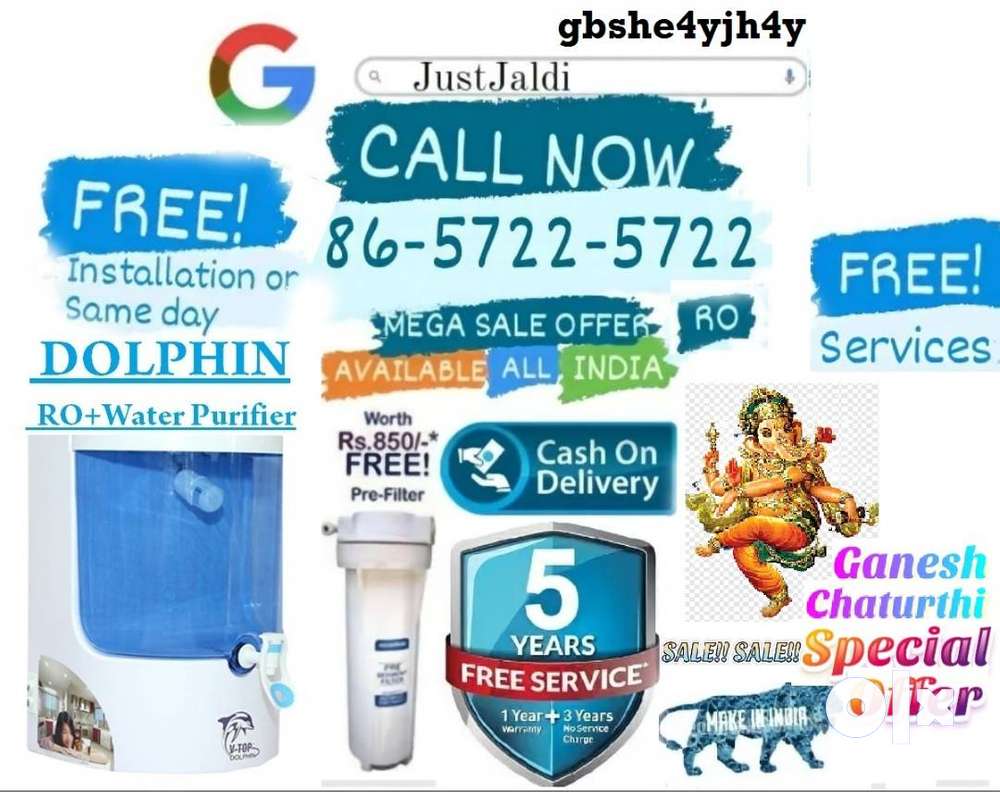 gbshe4yjh4y
G
JustJaldi
CALL NOW
86-5722-5722
FREE!
Installation or
Same day
FREE!
Services
MEGA SALE OFFER
RO
AVAILABLE ALL INDIA
DOLPHIN
RO+Water Purifier
Worth
Rs.850/-*
FREE!
Pre-Filter
Cash On
Delivery
5
YEARS
FREE SERVICE*
1 Year + 3 Years
Warranty No Service
Charge
Ganesh
Chaturthi
SALE!! SALE!! Special
Offer
MAKE IN INDIA
V-TOP
DOLPHIN
olx